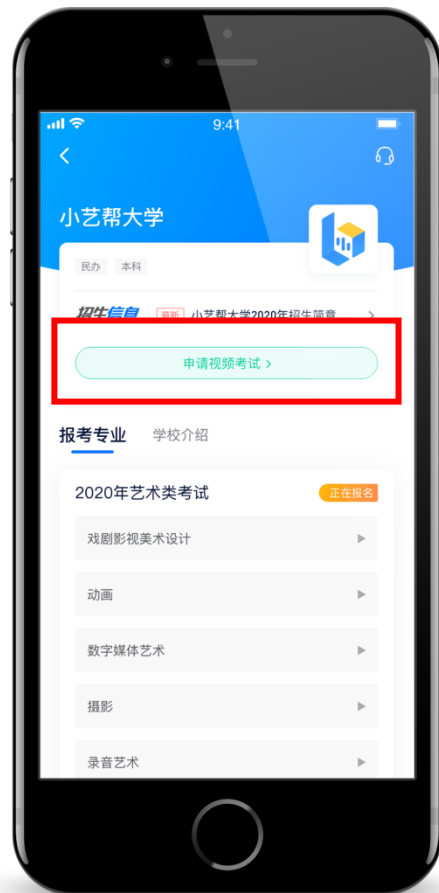 9:41
小艺帮大学
民办 本科
招生信息 最新 小艺帮大学2020年招生简章
申请视频考试
报考专业 学校介绍
2020年艺术类考试 正在报名
戏剧影视美术设计
动画
数字媒体艺术
摄影
录音艺术